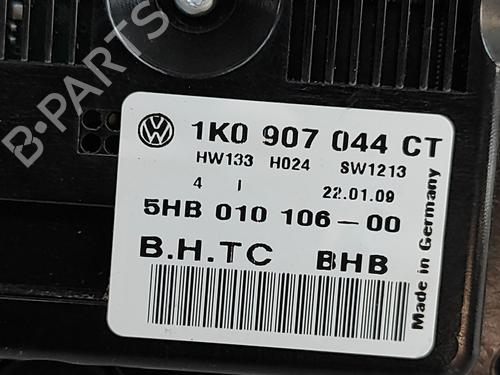 1K0 907 044 CT
HW133 H024 SW1213
4 I 22.01.09
5HB 010 106-00
B.H.TC BHB
Made in Germany
B-PARTS